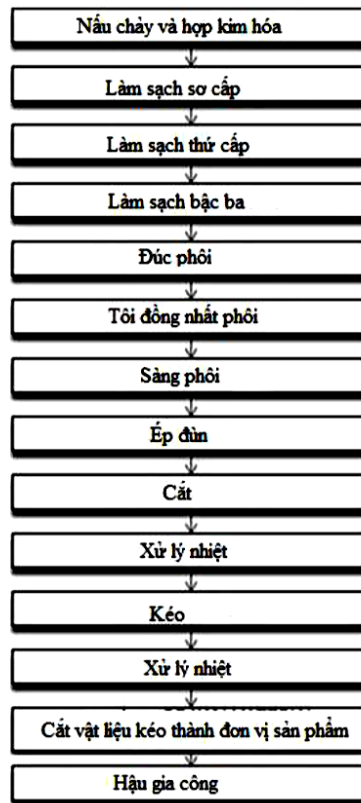 Nấu chảy và hợp kim hóa
Làm sạch sơ cấp
Làm sạch thứ cấp
Làm sạch bậc ba
Đúc phôi
Tôi đồng nhất phôi
Sàng phôi
Ép đùn
Cắt
Xử lý nhiệt
Kéo
Xử lý nhiệt
Cắt vật liệu kéo thành đơn vị sản phẩm
Hậu gia công